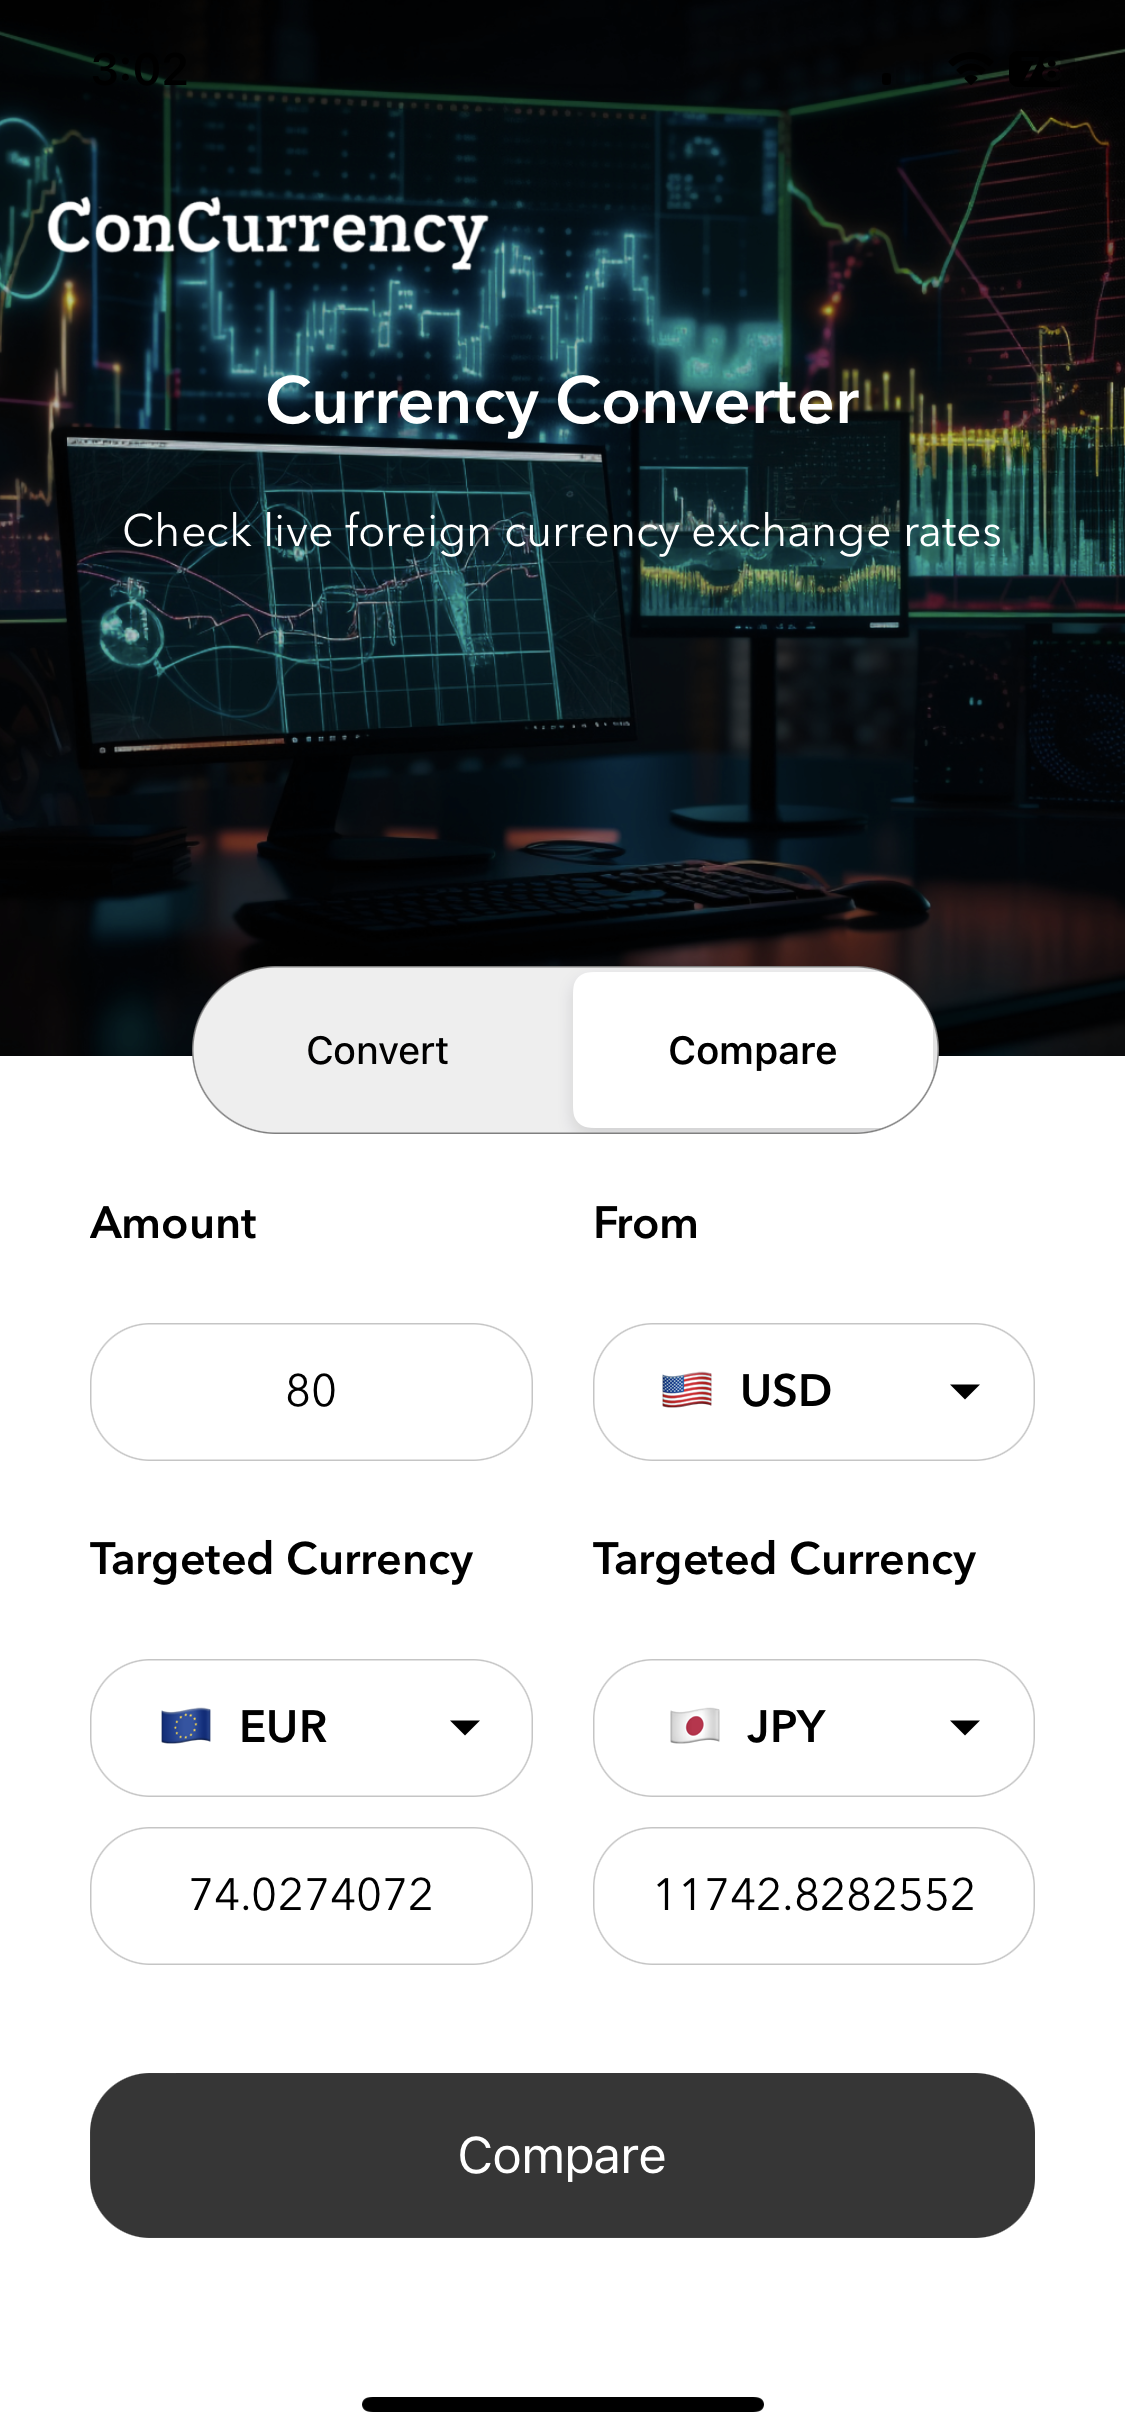 3:02
ConCurrency
Currency Converter
Check live foreign currency exchange rates
Convert Compare
Amount From
80 USD
Targeted Currency Targeted Currency
EUR JPY
74.0274072 11742.8282552
Compare